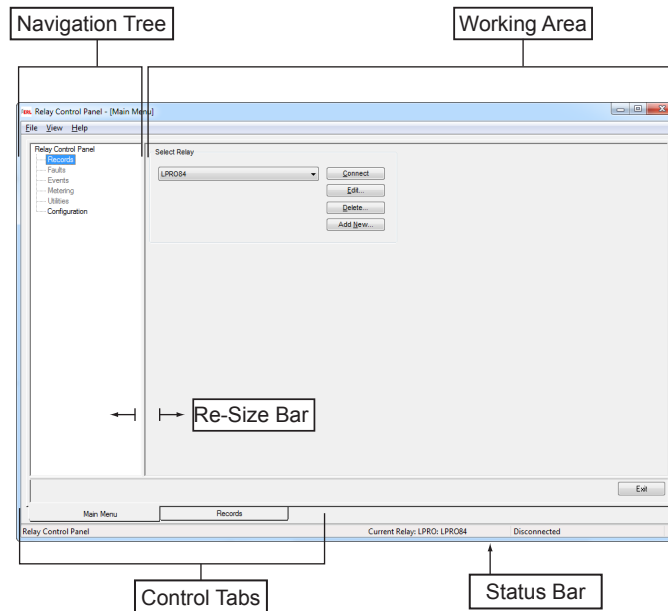 Navigation Tree
Working Area
Relay Control Panel - [Main Menu]
File View Help
Relay Control Panel
Records
Faults
Events
Metering
Utilities
Configuration
Select Relay
LPRO84
Connect
Edit...
Delete...
Add New...
Re-Size Bar
Exit
Main Menu
Records
Relay Control Panel
Current Relay: LPRO: LPRO84
Disconnected
Control Tabs
Status Bar